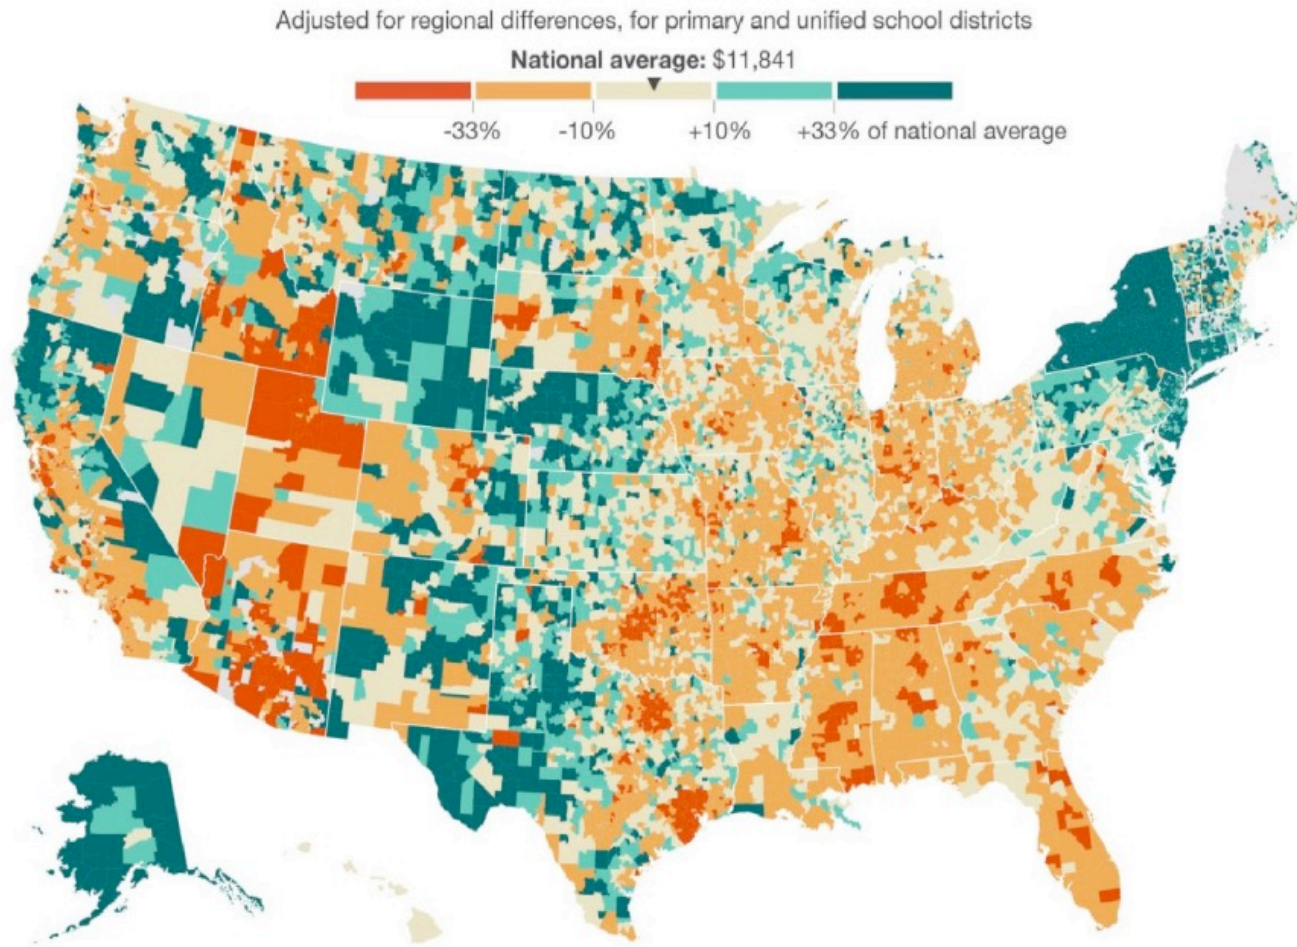 Adjusted for regional differences, for primary and unified school districts
National average: $11,841
-33% -10% +10% +33% of national average